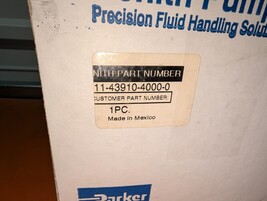 Pump
Precision Fluid Handling Solu
NITH PART NUMBER
11-43910-4000-0
CUSTOMER PART NUMBER
1PC.
Made in Mexico
Parker